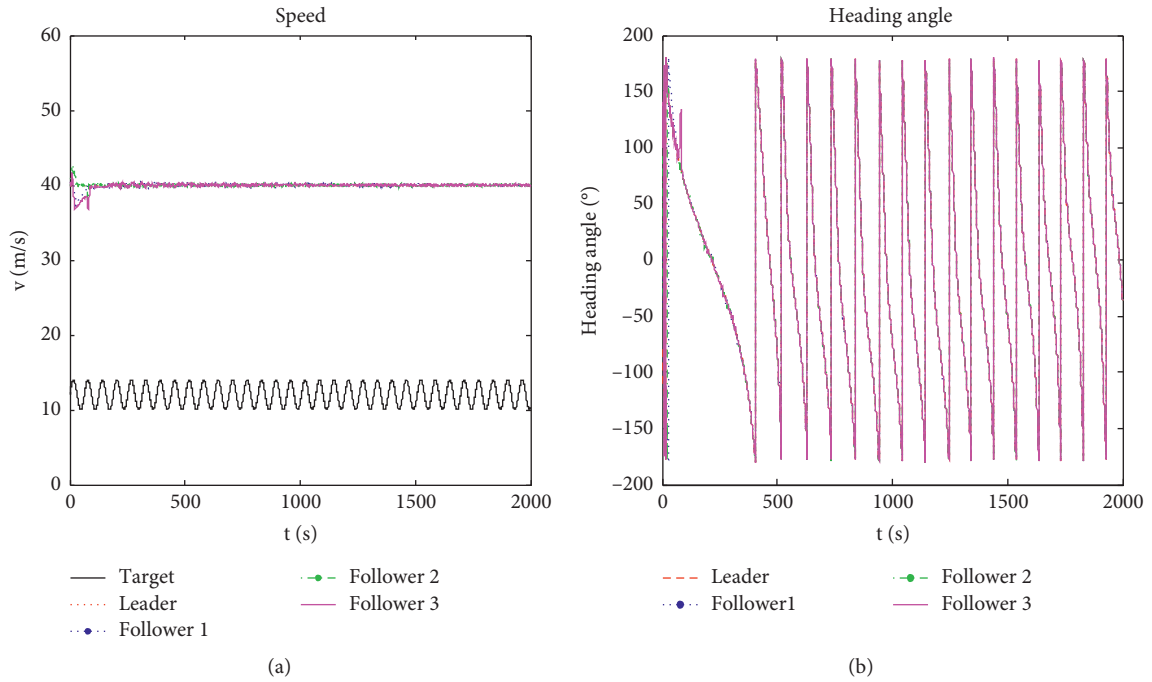 Speed
60
50
40
30
20
10
0
v (m/s)
0
500
1000
1500
2000
t (s)
Target
Leader
Follower 1
Follower 2
Follower 3
(a)
Heading angle
200
150
100
50
0
−50
−100
−150
−200
Heading angle (°)
0
500
1000
1500
2000
t (s)
Leader
Follower1
Follower 2
Follower 3
(b)